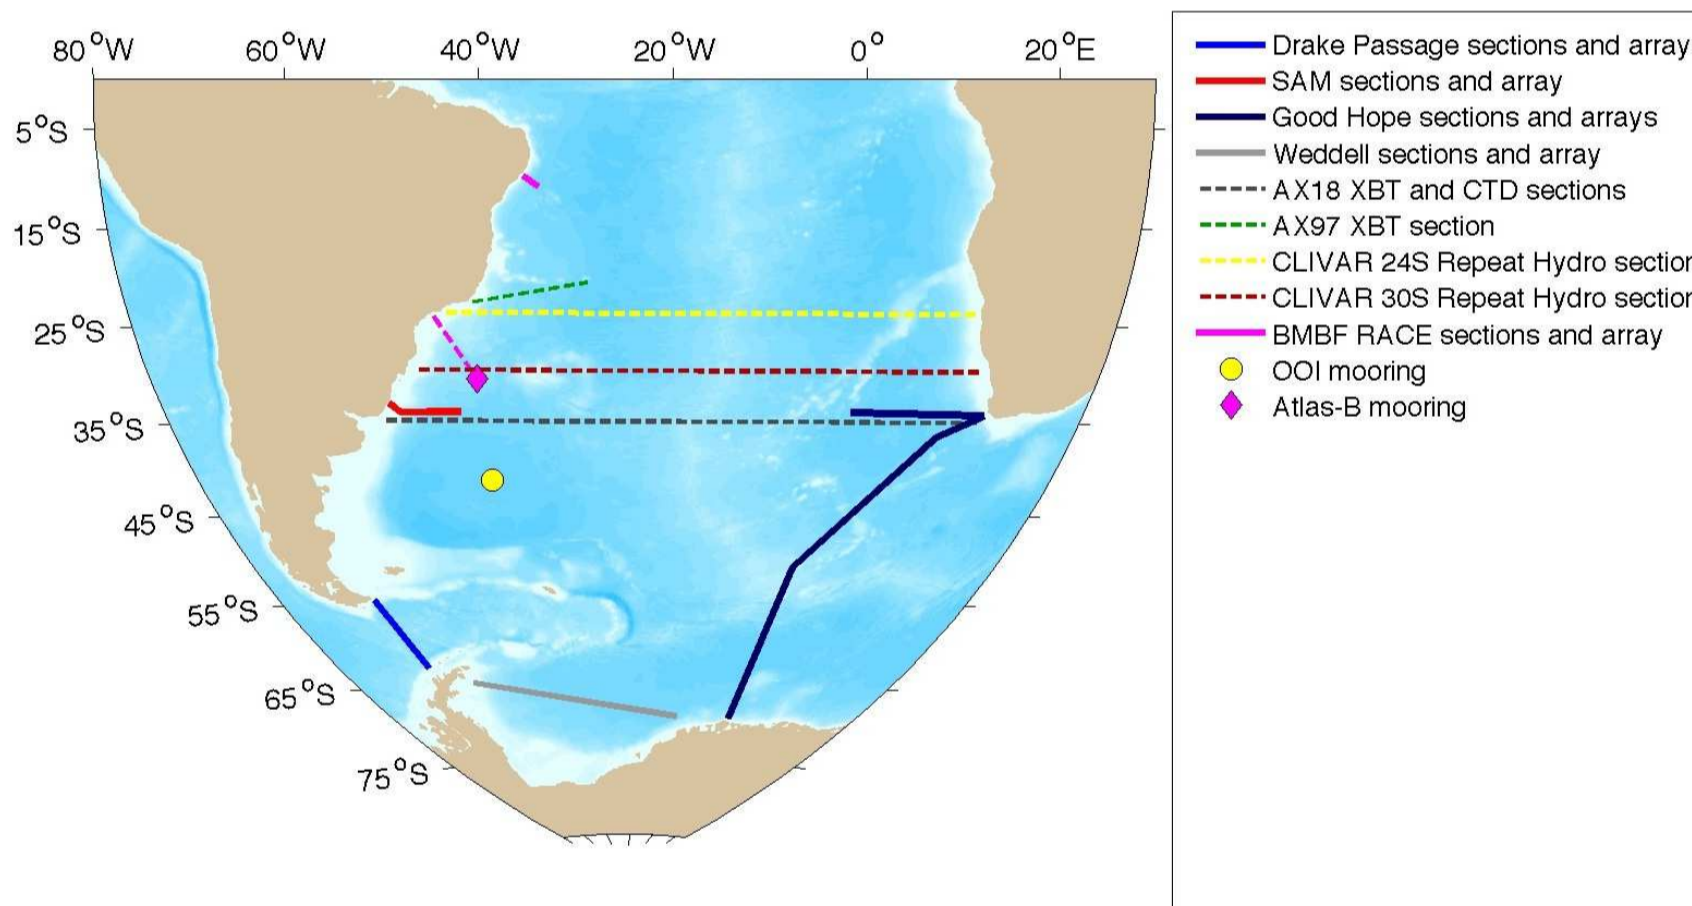 80°W 60°W 40°W 20°W 0° 20°E
5°S
15°S
25°S
35°S
45°S
55°S
65°S
75°S
Drake Passage sections and array
SAM sections and array
Good Hope sections and arrays
Weddell sections and array
AX18 XBT and CTD sections
AX97 XBT section
CLIVAR 24S Repeat Hydro section
CLIVAR 30S Repeat Hydro section
BMBF RACE sections and array
OOI mooring
Atlas-B mooring